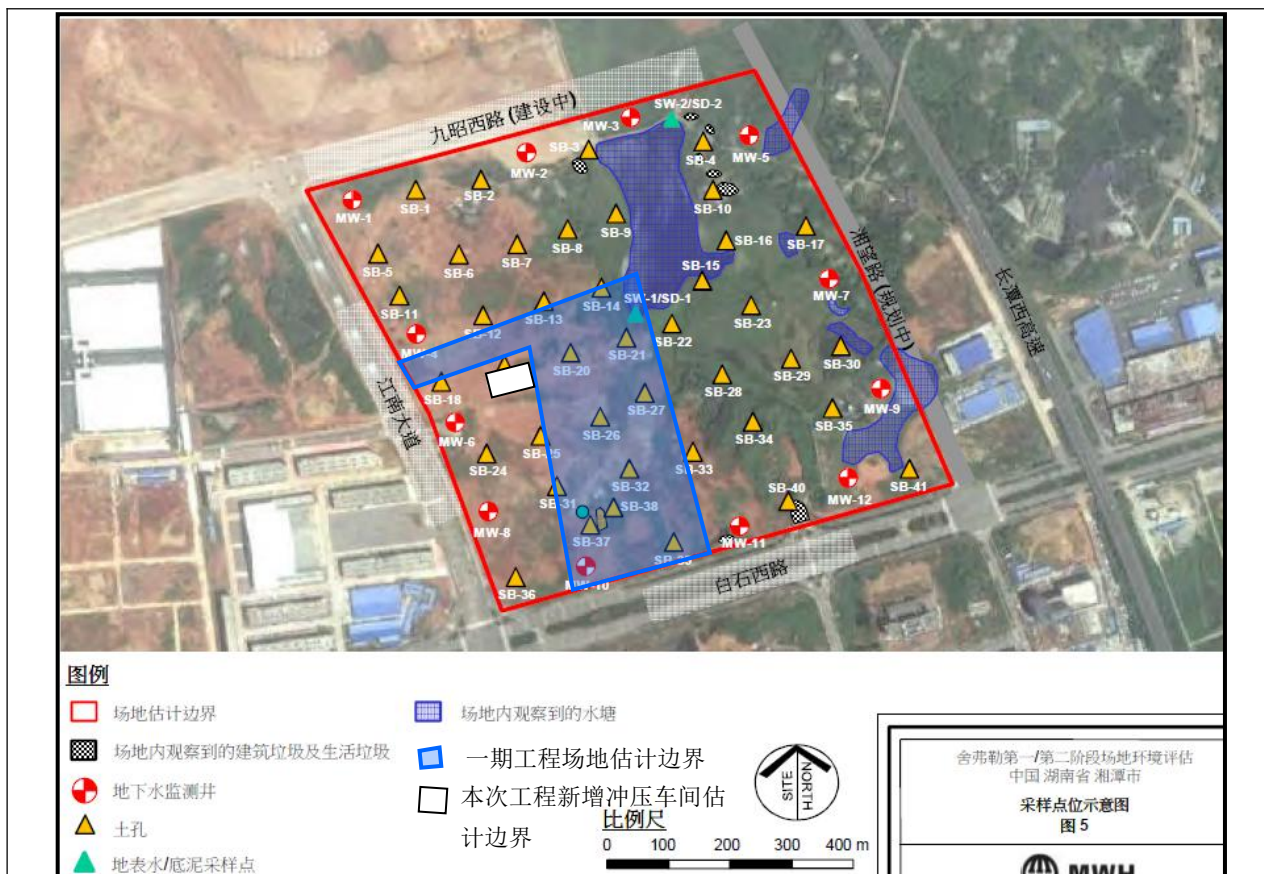 九昭西路 (建设中)
SW-2/SD-2
MW-3
SB-3
SB-4
MW-5
MW-2
SB-2
SB-1
MW-1
SB-10
SB-9
SB-8
SB-16
SB-17
SB-7
SB-6
SB-5
湘望路 (规划中)
长潭西高速
SB-15
MW-7
SB-14
SW-1/SD-1
SB-11
SB-13
SB-12
SB-23
SB-22
MW-4
SB-21
SB-20
SB-30
SB-29
SB-28
SB-18
江南大道
MW-9
SB-27
SB-35
SB-34
MW-6
SB-26
SB-25
SB-24
SB-33
SB-32
SB-41
MW-12
SB-40
SB-31
SB-38
MW-8
SB-37
MW-11
MW-10
SB-36
白石西路
图例
场地估计边界
场地内观察到的水塘
场地内观察到的建筑垃圾及生活垃圾
一期工程场地估计边界
地下水监测井
本次工程新增冲压车间估
计边界
土孔
地表水/底泥采样点
SITE
NORTH
比例尺
0 100 200 300 400 m
舍弗勒第一/第二阶段场地环境评估
中国 湖南省 湘潭市
采样点位示意图
图 5
MWH